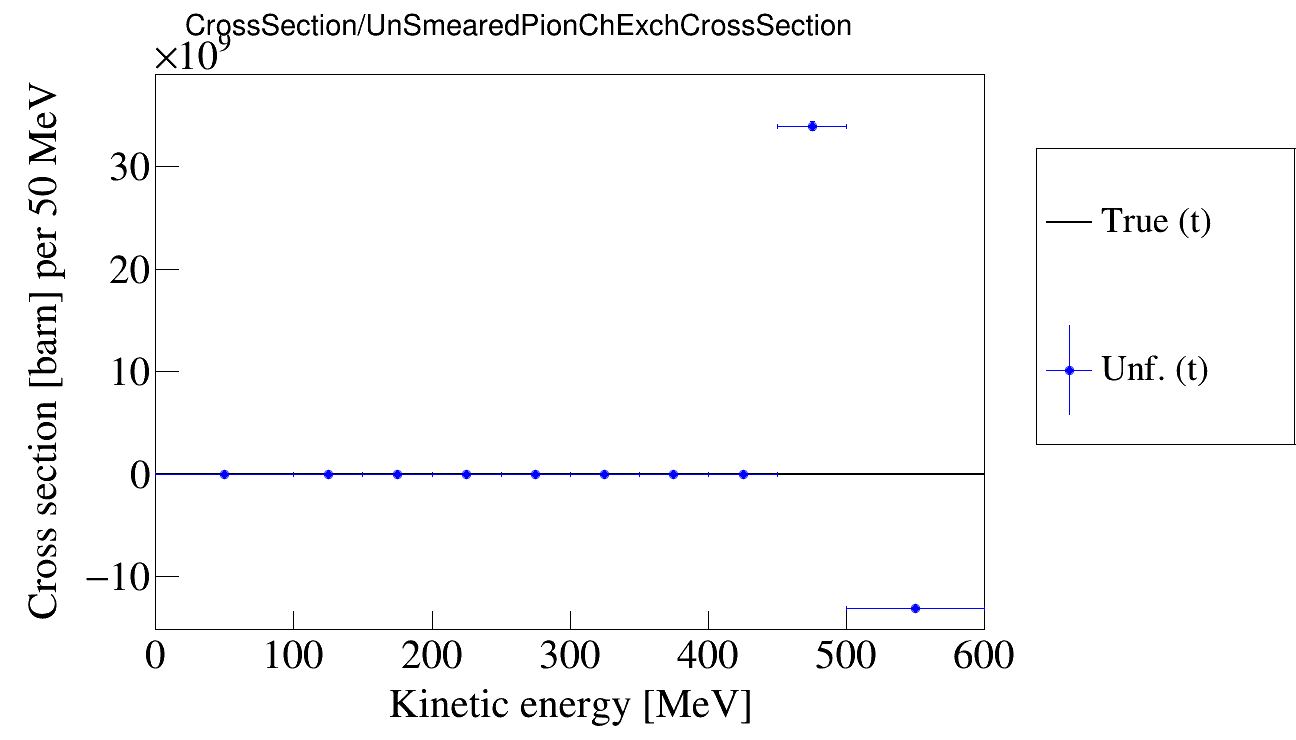 CrossSection/UnSmearedPionChExchCrossSection
×10⁹
Cross section [barn] per 50 MeV
30
20
10
0
−10
0 100 200 300 400 500 600
Kinetic energy [MeV]
True (t)
Unf. (t)